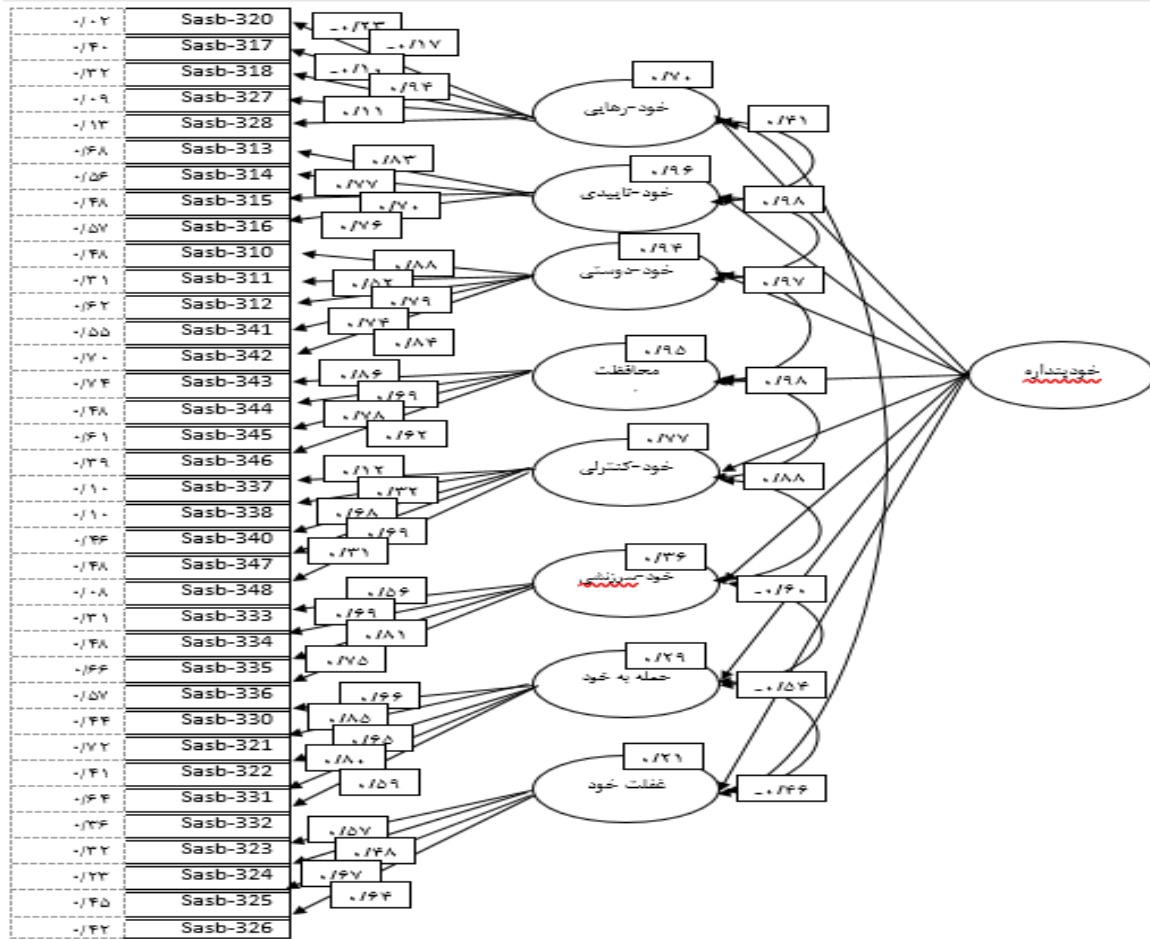 ۰/۰۲ Sasb-320
۰/۴۰ Sasb-317
۰/۳۲ Sasb-318
۰/۰۹ Sasb-327
۰/۱۳ Sasb-328
۰/۶۸ Sasb-313
۰/۵۶ Sasb-314
۰/۴۸ Sasb-315
۰/۵۷ Sasb-316
۰/۴۸ Sasb-310
۰/۳۱ Sasb-311
۰/۶۲ Sasb-312
۰/۵۵ Sasb-341
۰/۷۰ Sasb-342
۰/۷۴ Sasb-343
۰/۴۸ Sasb-344
۰/۶۱ Sasb-345
۰/۳۹ Sasb-346
۰/۱۰ Sasb-337
۰/۱۰ Sasb-338
۰/۴۶ Sasb-340
۰/۴۸ Sasb-347
۰/۰۸ Sasb-348
۰/۳۱ Sasb-333
۰/۴۸ Sasb-334
۰/۶۶ Sasb-335
۰/۵۷ Sasb-336
۰/۴۴ Sasb-330
۰/۷۲ Sasb-321
۰/۴۱ Sasb-322
۰/۶۴ Sasb-331
۰/۳۶ Sasb-332
۰/۳۲ Sasb-323
۰/۲۳ Sasb-324
۰/۴۵ Sasb-325
۰/۴۲ Sasb-326
_۰/۲۳
_۰/۱۷
_۰/۱۰
۰/۹۴
۰/۱۱
۰/۸۳
۰/۷۷
۰/۷۰
۰/۷۶
۰/۸۸
۰/۵۲
۰/۷۹
۰/۷۴
۰/۸۴
۰/۸۶
۰/۶۹
۰/۷۸
۰/۶۲
۰/۱۲
۰/۳۲
۰/۶۸
۰/۶۹
۰/۳۱
۰/۵۶
۰/۶۹
۰/۸۱
۰/۷۵
۰/۶۶
۰/۸۵
۰/۶۵
۰/۸۰
۰/۵۹
۰/۵۷
۰/۴۸
۰/۶۷
۰/۶۴
۰/۷۰
خود-رهایی
۰/۹۶
خود-تاییدی
۰/۹۴
خود-دوستی
۰/۹۵
محافظت
۰/۷۷
خود-کنترلی
۰/۳۶
خود-سرزنشی
۰/۲۹
حمله به خود
۰/۲۱
غفلت خود
۰/۴۱
۰/۹۸
۰/۹۷
۰/۹۸
۰/۸۸
_۰/۶۰
_۰/۵۴
_۰/۴۶
خودپنداره